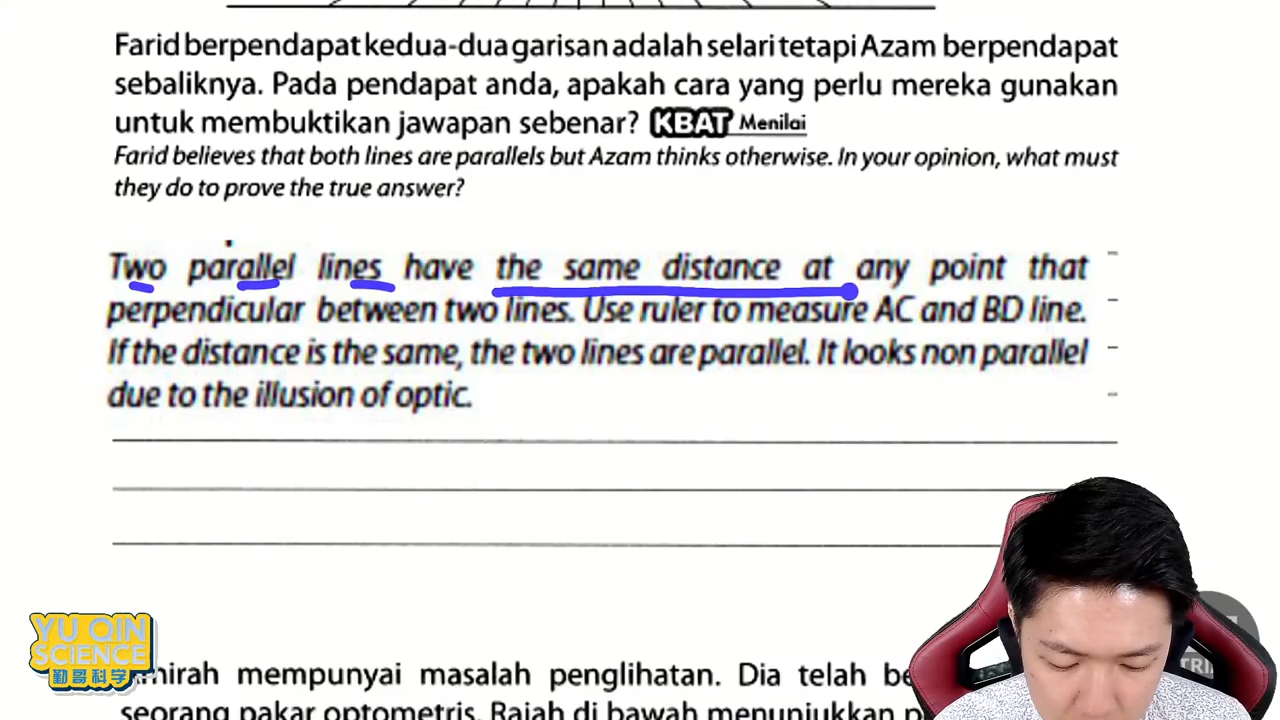 Farid berpendapat kedua-dua garisan adalah selari tetapi Azam berpendapat
sebaliknya. Pada pendapat anda, apakah cara yang perlu mereka gunakan
untuk membuktikan jawapan sebenar? KBAT Menilai
Farid believes that both lines are parallels but Azam thinks otherwise. In your opinion, what must
they do to prove the true answer?
Two parallel lines have the same distance at any point that
perpendicular between two lines. Use ruler to measure AC and BD line.
If the distance is the same, the two lines are parallel. It looks non parallel
due to the illusion of optic.
YU QIN
SCIENCE
勤哥科学
mempunyai masalah penglihatan. Dia telah
seorang pakar optometris. Rajah di bawah menunjukkan